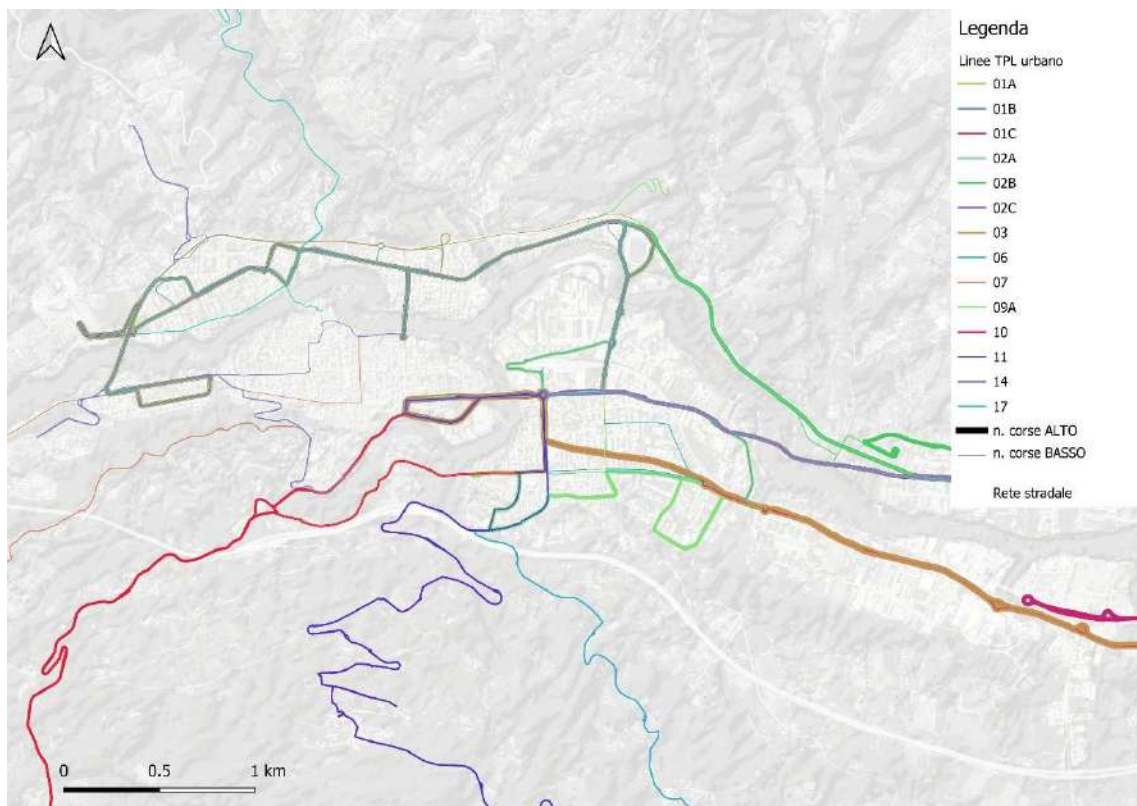 Legenda
Linee TPL urbano
01A
01B
01C
02A
02B
02C
03
06
07
09A
10
11
14
17
n. corse ALTO
n. corse BASSO
Rete stradale
0 0.5 1 km